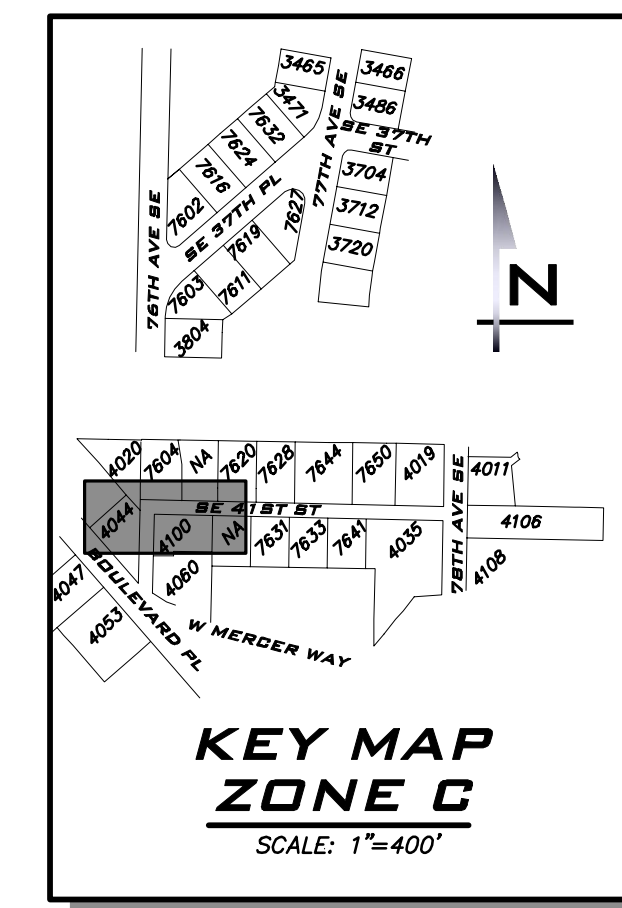 3465
3466
3471
3486
7632
77TH AVE SE
SE 37TH
ST
7624
3704
7616
7602
SE 37TH PL
7627
3712
76TH AVE SE
7619
3720
7603
7611
3804
N
4020
7604
NA
7620
7628
7644
7650
4019
78TH AVE SE
4011
SE 41ST ST
4044
4100
NA
7631
7633
7641
4035
4106
4108
4047
BOULEVARD PL
4060
4053
W MERCER WAY
KEY MAP
ZONE C
SCALE: 1"=400'